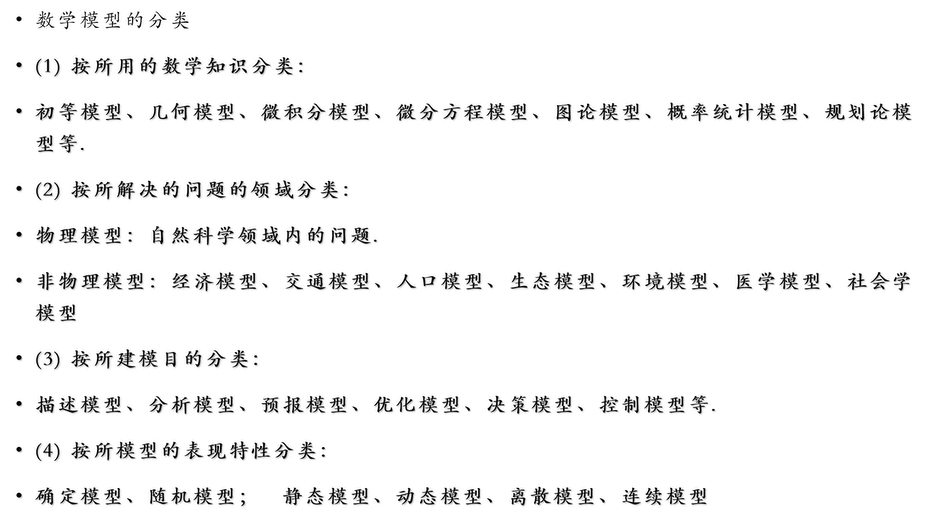 • 数学模型的分类
• (1) 按所用的数学知识分类：
• 初等模型、几何模型、微积分模型、微分方程模型、图论模型、概率统计模型、规划论模
型等.
• (2) 按所解决的问题的领域分类：
• 物理模型：自然科学领域内的问题.
• 非物理模型：经济模型、交通模型、人口模型、生态模型、环境模型、医学模型、社会学
模型
• (3) 按所建模目的分类：
• 描述模型、分析模型、预报模型、优化模型、决策模型、控制模型等.
• (4) 按所模型的表现特性分类：
• 确定模型、随机模型； 静态模型、动态模型、离散模型、连续模型